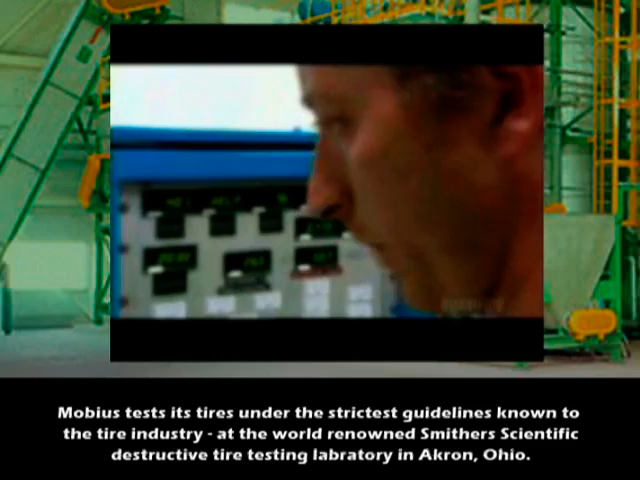 Mobius tests its tires under the strictest guidelines known to
the tire industry - at the world renowned Smithers Scientific
destructive tire testing labratory in Akron, Ohio.